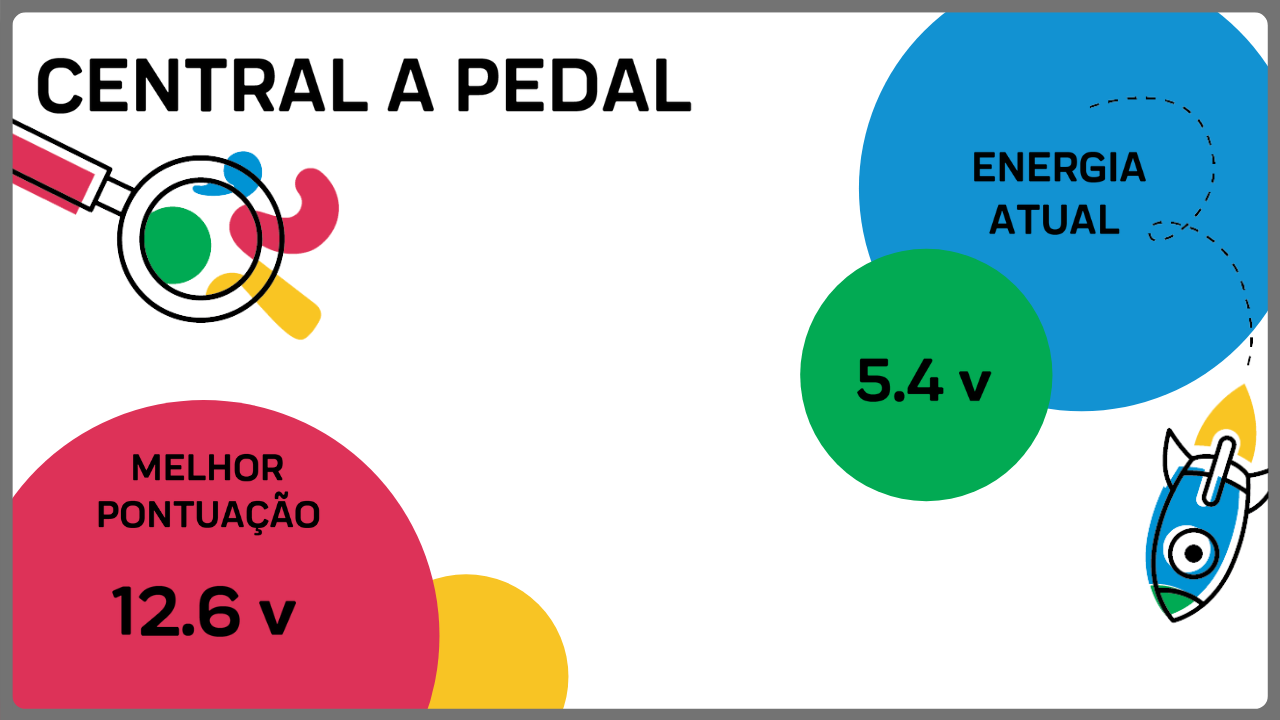 CENTRAL A PEDAL
ENERGIA
ATUAL
5.4 v
MELHOR
PONTUAÇÃO
12.6 v